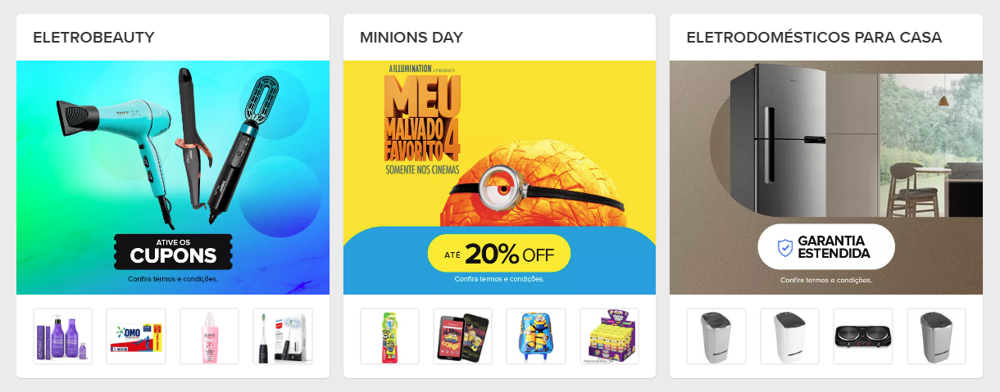 ELETROBEAUTY
ATIVE OS
CUPONS
Confira termos e condições.
OMO
MINIONS DAY
A ILLUMINATION APRESENTA
MEU
MALVADO
FAVORITO 4
SOMENTE NOS CINEMAS
ATÉ 20% OFF
Confira termos e condições.
ELETRODOMÉSTICOS PARA CASA
GARANTIA
ESTENDIDA
Confira termos e condições.